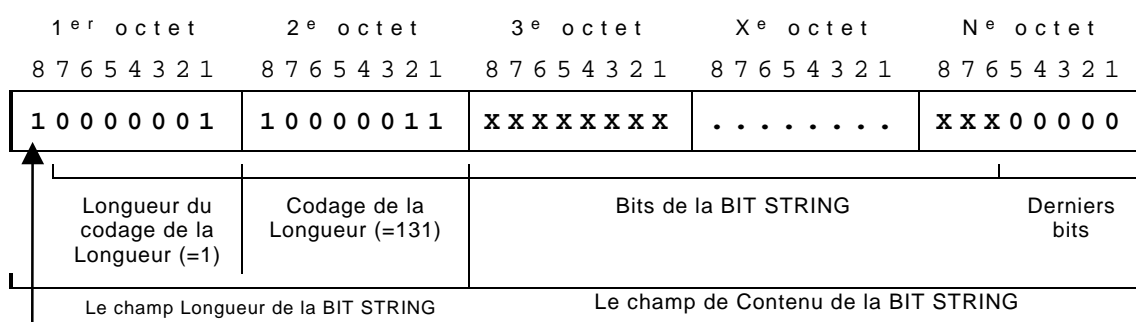 1er octet 2e octet 3e octet Xe octet Ne octet
8 7 6 5 4 3 2 1 8 7 6 5 4 3 2 1 8 7 6 5 4 3 2 1 8 7 6 5 4 3 2 1 8 7 6 5 4 3 2 1
1 0 0 0 0 0 0 1 1 0 0 0 0 0 1 1 X X X X X X X X . . . . . . . . X X X 0 0 0 0 0
Longueur du codage de la Longueur (=1)
Codage de la Longueur (=131)
Bits de la BIT STRING
Derniers bits
Le champ Longueur de la BIT STRING
Le champ de Contenu de la BIT STRING